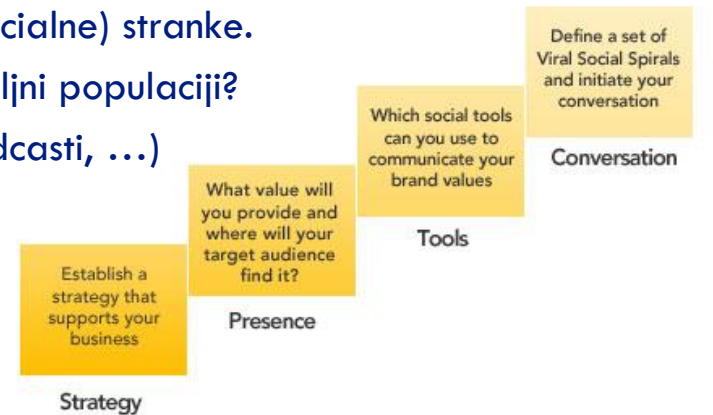 cialne) stranke.
ljni populaciji?
dcasti, …)
Define a set of
Viral Social Spirals
and initiate your
conversation
Conversation
Which social tools
can you use to
communicate your
brand values
Tools
What value will
you provide and
where will your
target audience
find it?
Presence
Establish a
strategy that
supports your
business
Strategy